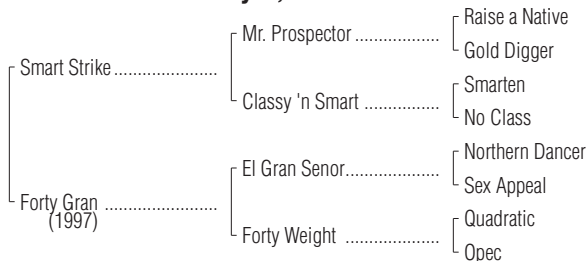 Raise a Native
Mr. Prospector ..................
Gold Digger
Smart Strike ......................
Smarten
Classy 'n Smart ................
No Class
Northern Dancer
El Gran Senor....................
Sex Appeal
Forty Gran ........................
(1997)
Quadratic
Forty Weight ....................
Opec